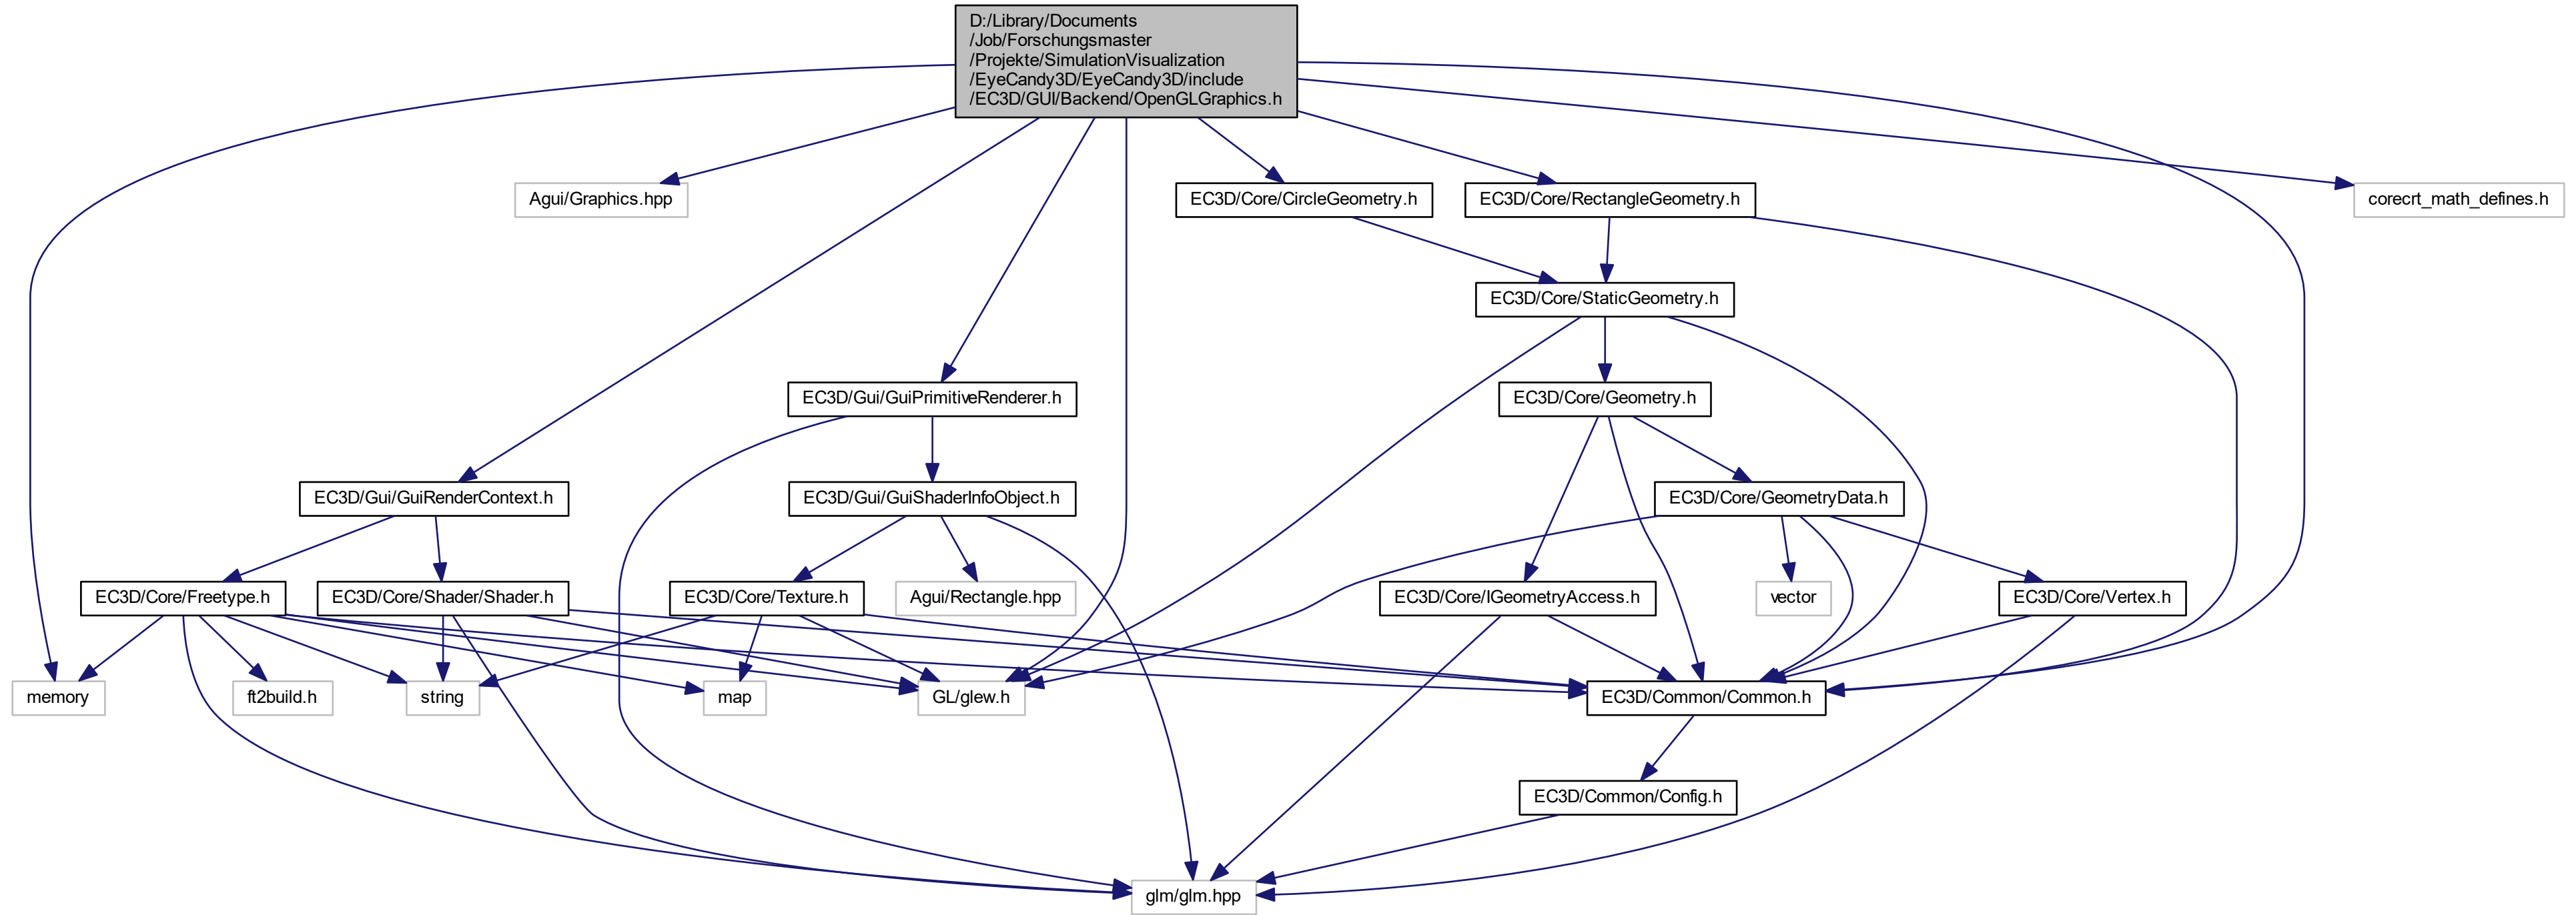 D:/Library/Documents
/Job/Forschungsmaster
/Projekte/SimulationVisualization
/EyeCandy3D/EyeCandy3D/include
/EC3D/GUI/Backend/OpenGLGraphics.h
Agui/Graphics.hpp
EC3D/Core/CircleGeometry.h
EC3D/Core/RectangleGeometry.h
corecrt_math_defines.h
EC3D/Core/StaticGeometry.h
EC3D/Gui/GuiPrimitiveRenderer.h
EC3D/Core/Geometry.h
EC3D/Gui/GuiRenderContext.h
EC3D/Gui/GuiShaderInfoObject.h
EC3D/Core/GeometryData.h
EC3D/Core/Freetype.h
EC3D/Core/Shader/Shader.h
EC3D/Core/Texture.h
Agui/Rectangle.hpp
EC3D/Core/IGeometryAccess.h
vector
EC3D/Core/Vertex.h
memory
ft2build.h
string
map
GL/glew.h
EC3D/Common/Common.h
EC3D/Common/Config.h
glm/glm.hpp